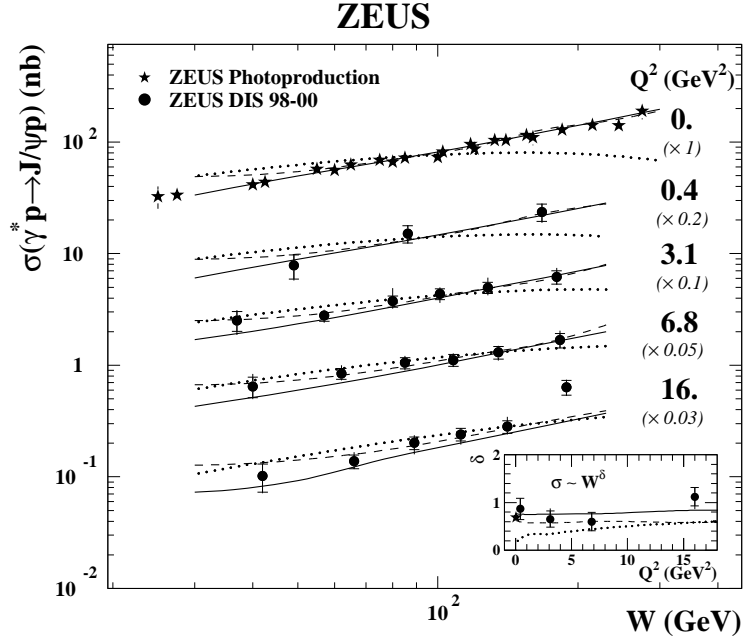 ZEUS
σ(γ* p→J/ψp) (nb)
★ ZEUS Photoproduction
● ZEUS DIS 98-00
Q² (GeV²)
0.
(× 1)
0.4
(× 0.2)
3.1
(× 0.1)
6.8
(× 0.05)
16.
(× 0.03)
10²
10
1
10⁻¹
10⁻²
δ
σ ~ W^δ
2
1
0
0 5 10 15
Q² (GeV²)
10²
W (GeV)